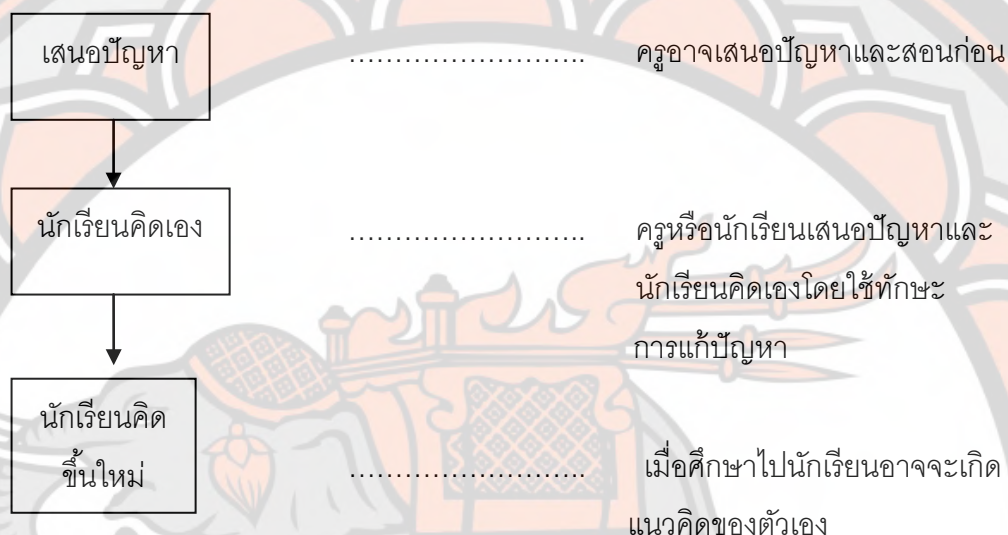 เสนอปัญหา …………………….. ครูอาจเสนอปัญหาและสอนก่อน
นักเรียนคิดเอง …………………….. ครูหรือนักเรียนเสนอปัญหาและ
นักเรียนคิดเองโดยใช้ทักษะ
การแก้ปัญหา
นักเรียนคิด
ขึ้นใหม่ …………………….. เมื่อศึกษาไปนักเรียนอาจจะเกิด
แนวคิดของตัวเอง